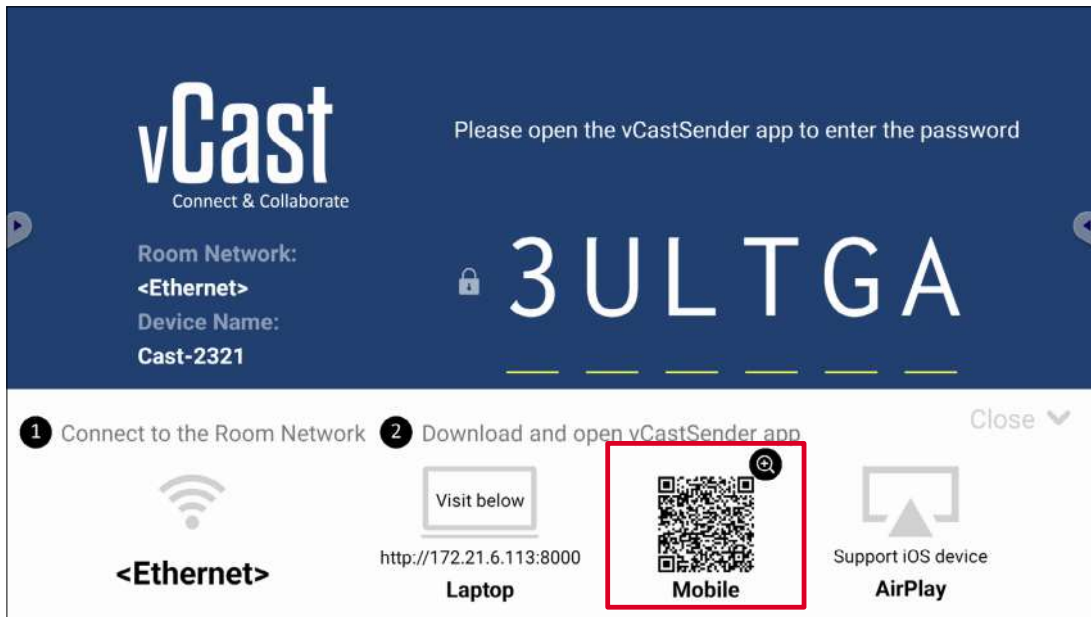 vCast
Connect & Collaborate
Please open the vCastSender app to enter the password
Room Network:
<Ethernet>
Device Name:
Cast-2321
3ULTGA
1 Connect to the Room Network
2 Download and open vCastSender app
Close
<Ethernet>
Visit below
http://172.21.6.113:8000
Laptop
Mobile
Support iOS device
AirPlay